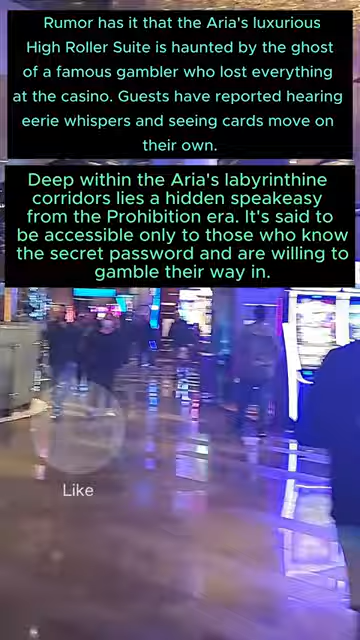 Rumor has it that the Aria's luxurious
High Roller Suite is haunted by the ghost
of a famous gambler who lost everything
at the casino. Guests have reported hearing
eerie whispers and seeing cards move on
their own.
Deep within the Aria's labyrinthine
corridors lies a hidden speakeasy
from the Prohibition era. It's said to
be accessible only to those who know
the secret password and are willing to
gamble their way in.
Like